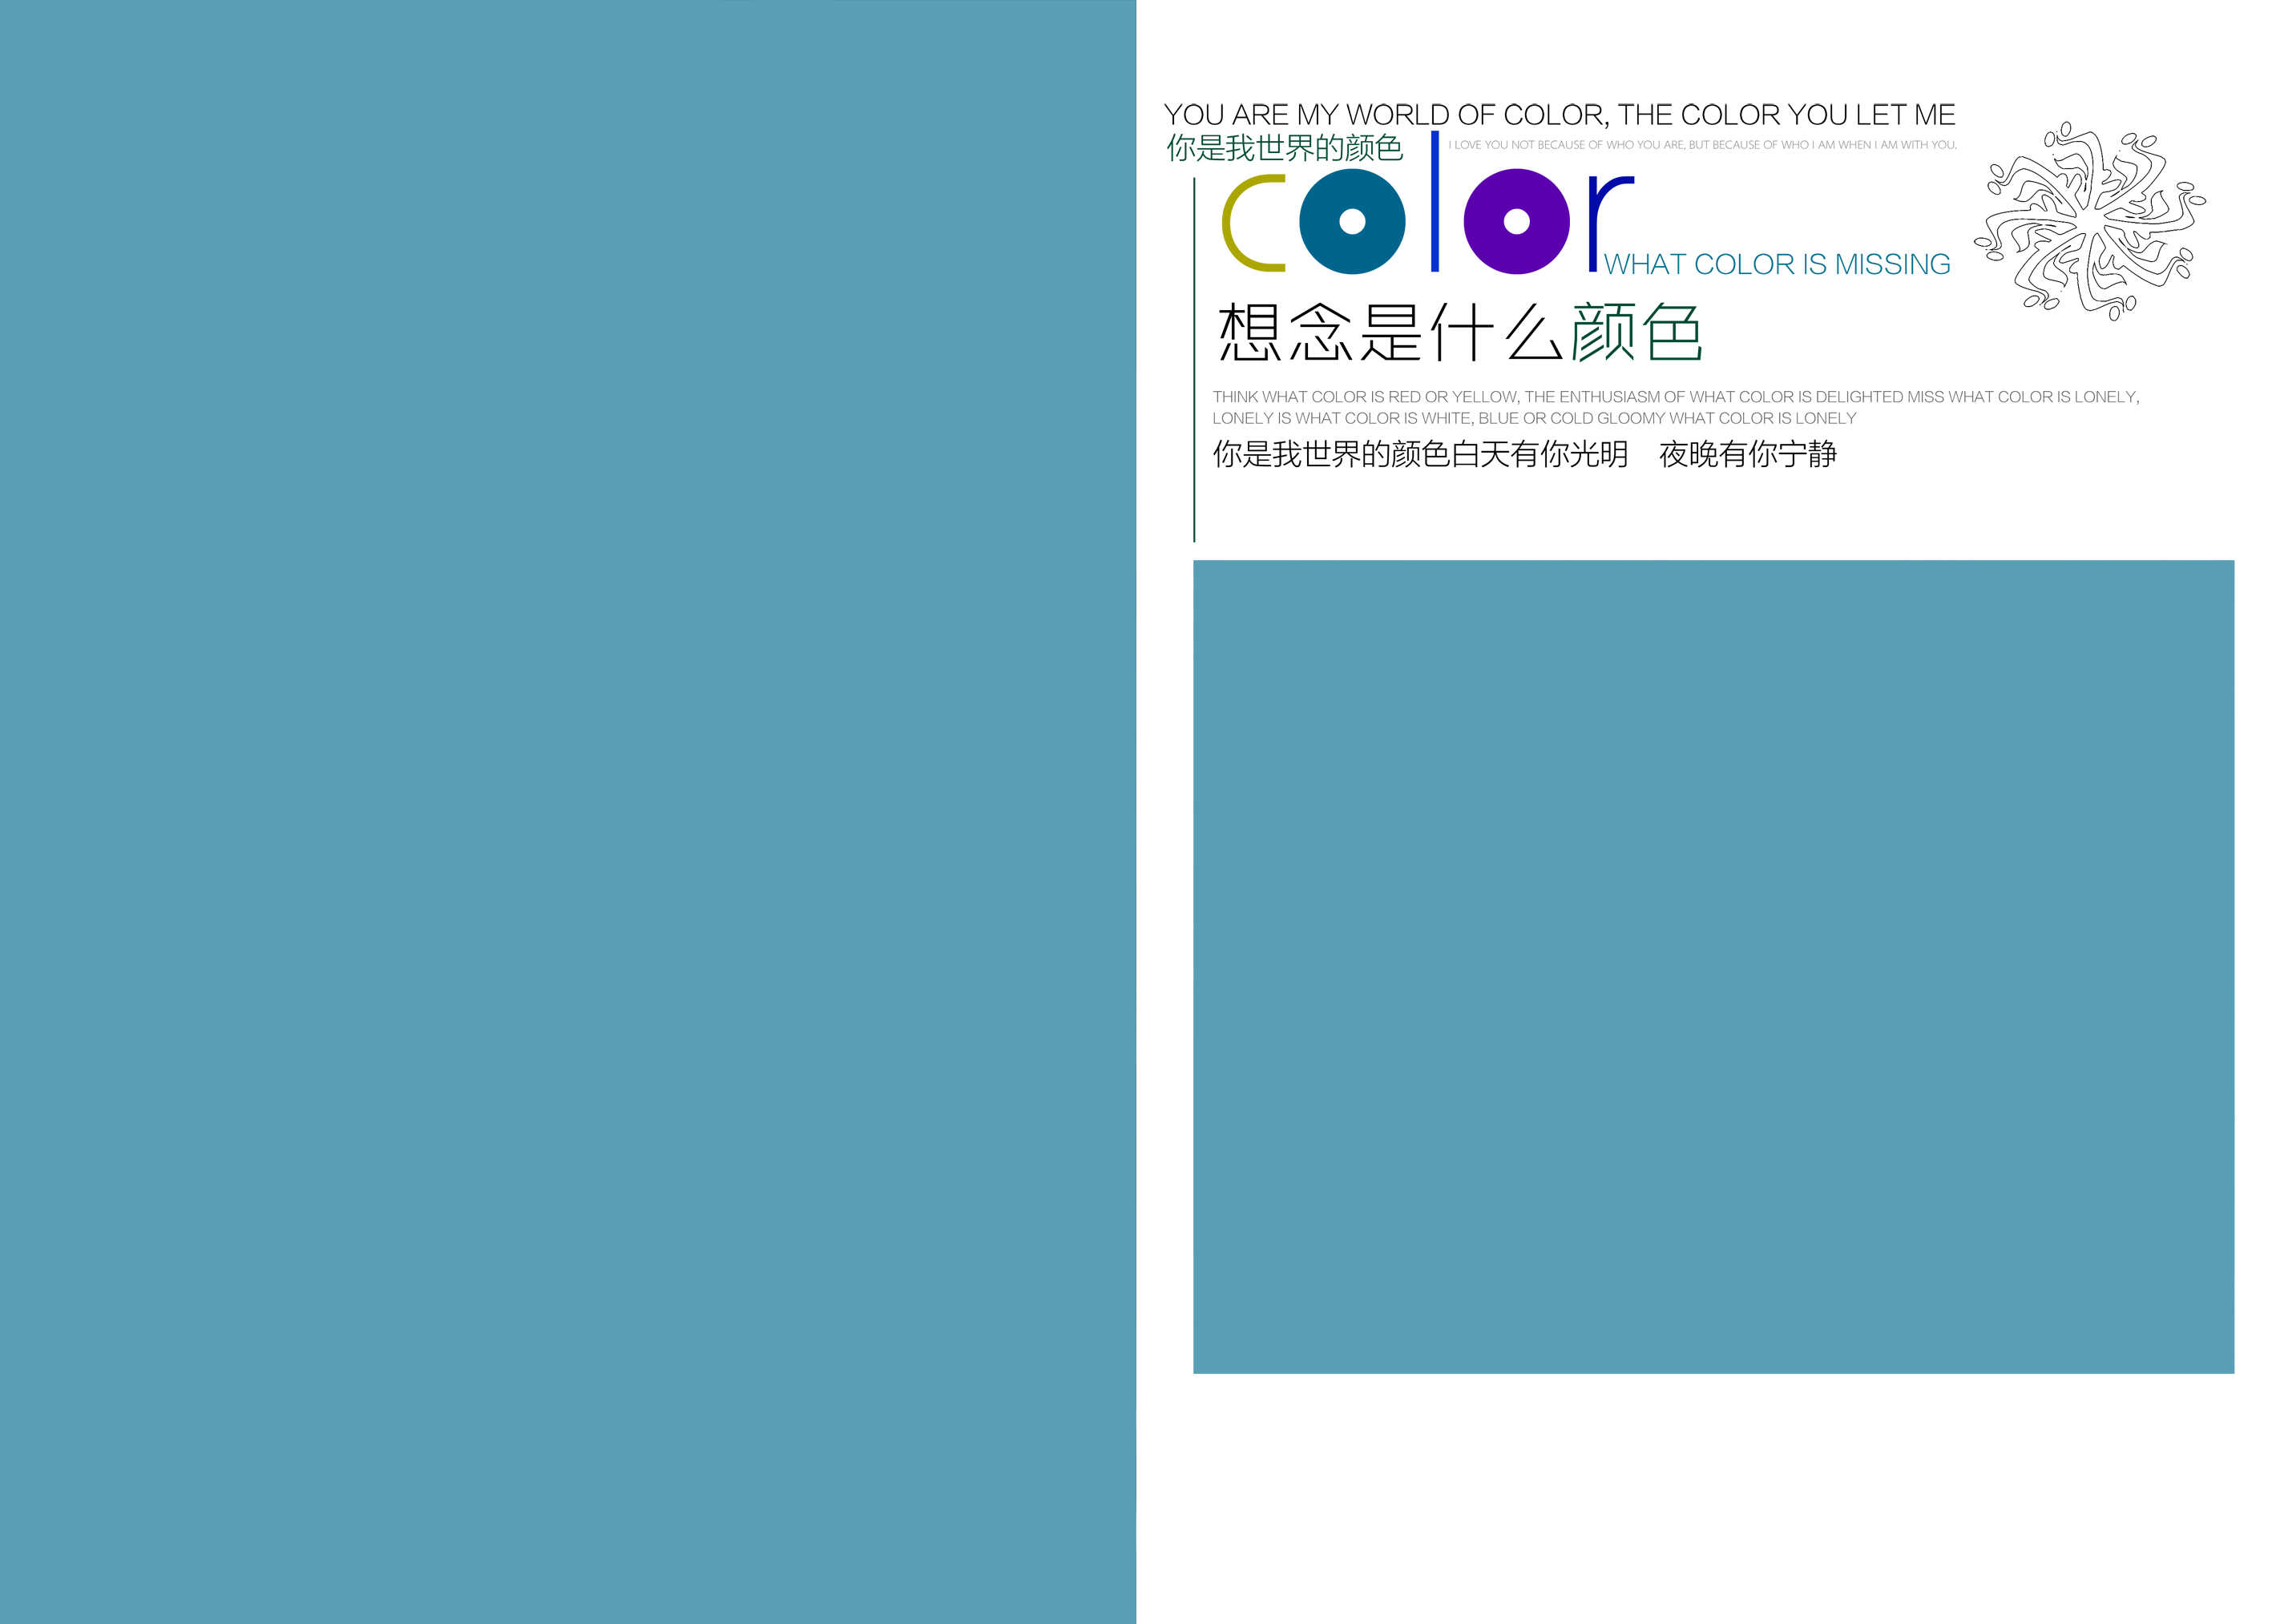 YOU ARE MY WORLD OF COLOR, THE COLOR YOU LET ME
你是我世界的颜色
I LOVE YOU NOT BECAUSE OF WHO YOU ARE, BUT BECAUSE OF WHO I AM WHEN I AM WITH YOU.
color
WHAT COLOR IS MISSING
想念是什么颜色
THINK WHAT COLOR IS RED OR YELLOW, THE ENTHUSIASM OF WHAT COLOR IS DELIGHTED MISS WHAT COLOR IS LONELY,
LONELY IS WHAT COLOR IS WHITE, BLUE OR COLD GLOOMY WHAT COLOR IS LONELY
你是我世界的颜色白天有你光明　夜晚有你宁静